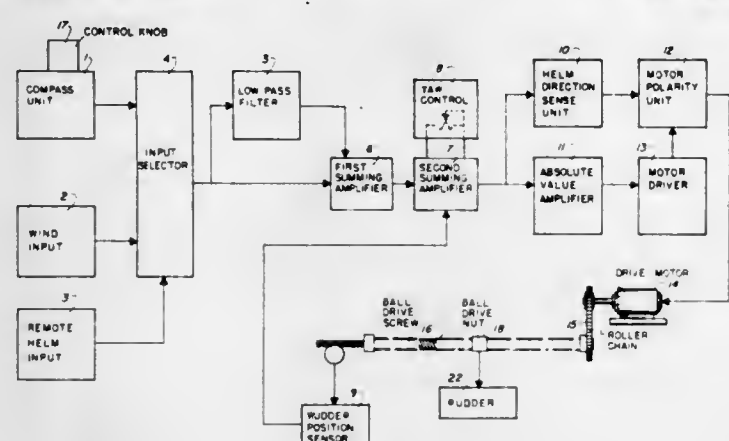 17
CONTROL KNOB
1
COMPASS
UNIT
4
INPUT
SELECTOR
3
LOW PASS
FILTER
8
YAW
CONTROL
10
HELM
DIRECTION
SENSE
UNIT
12
MOTOR
POLARITY
UNIT
2
WIND
INPUT
6
FIRST
SUMMING
AMPLIFIER
7
SECOND
SUMMING
AMPLIFIER
11
ABSOLUTE
VALUE
AMPLIFIER
13
MOTOR
DRIVER
3
REMOTE
HELM
INPUT
DRIVE MOTOR
14
15
ROLLER
CHAIN
BALL
DRIVE
SCREW
16
BALL
DRIVE
NUT
18
22
RUDDER
9
RUDDER
POSITION
SENSOR